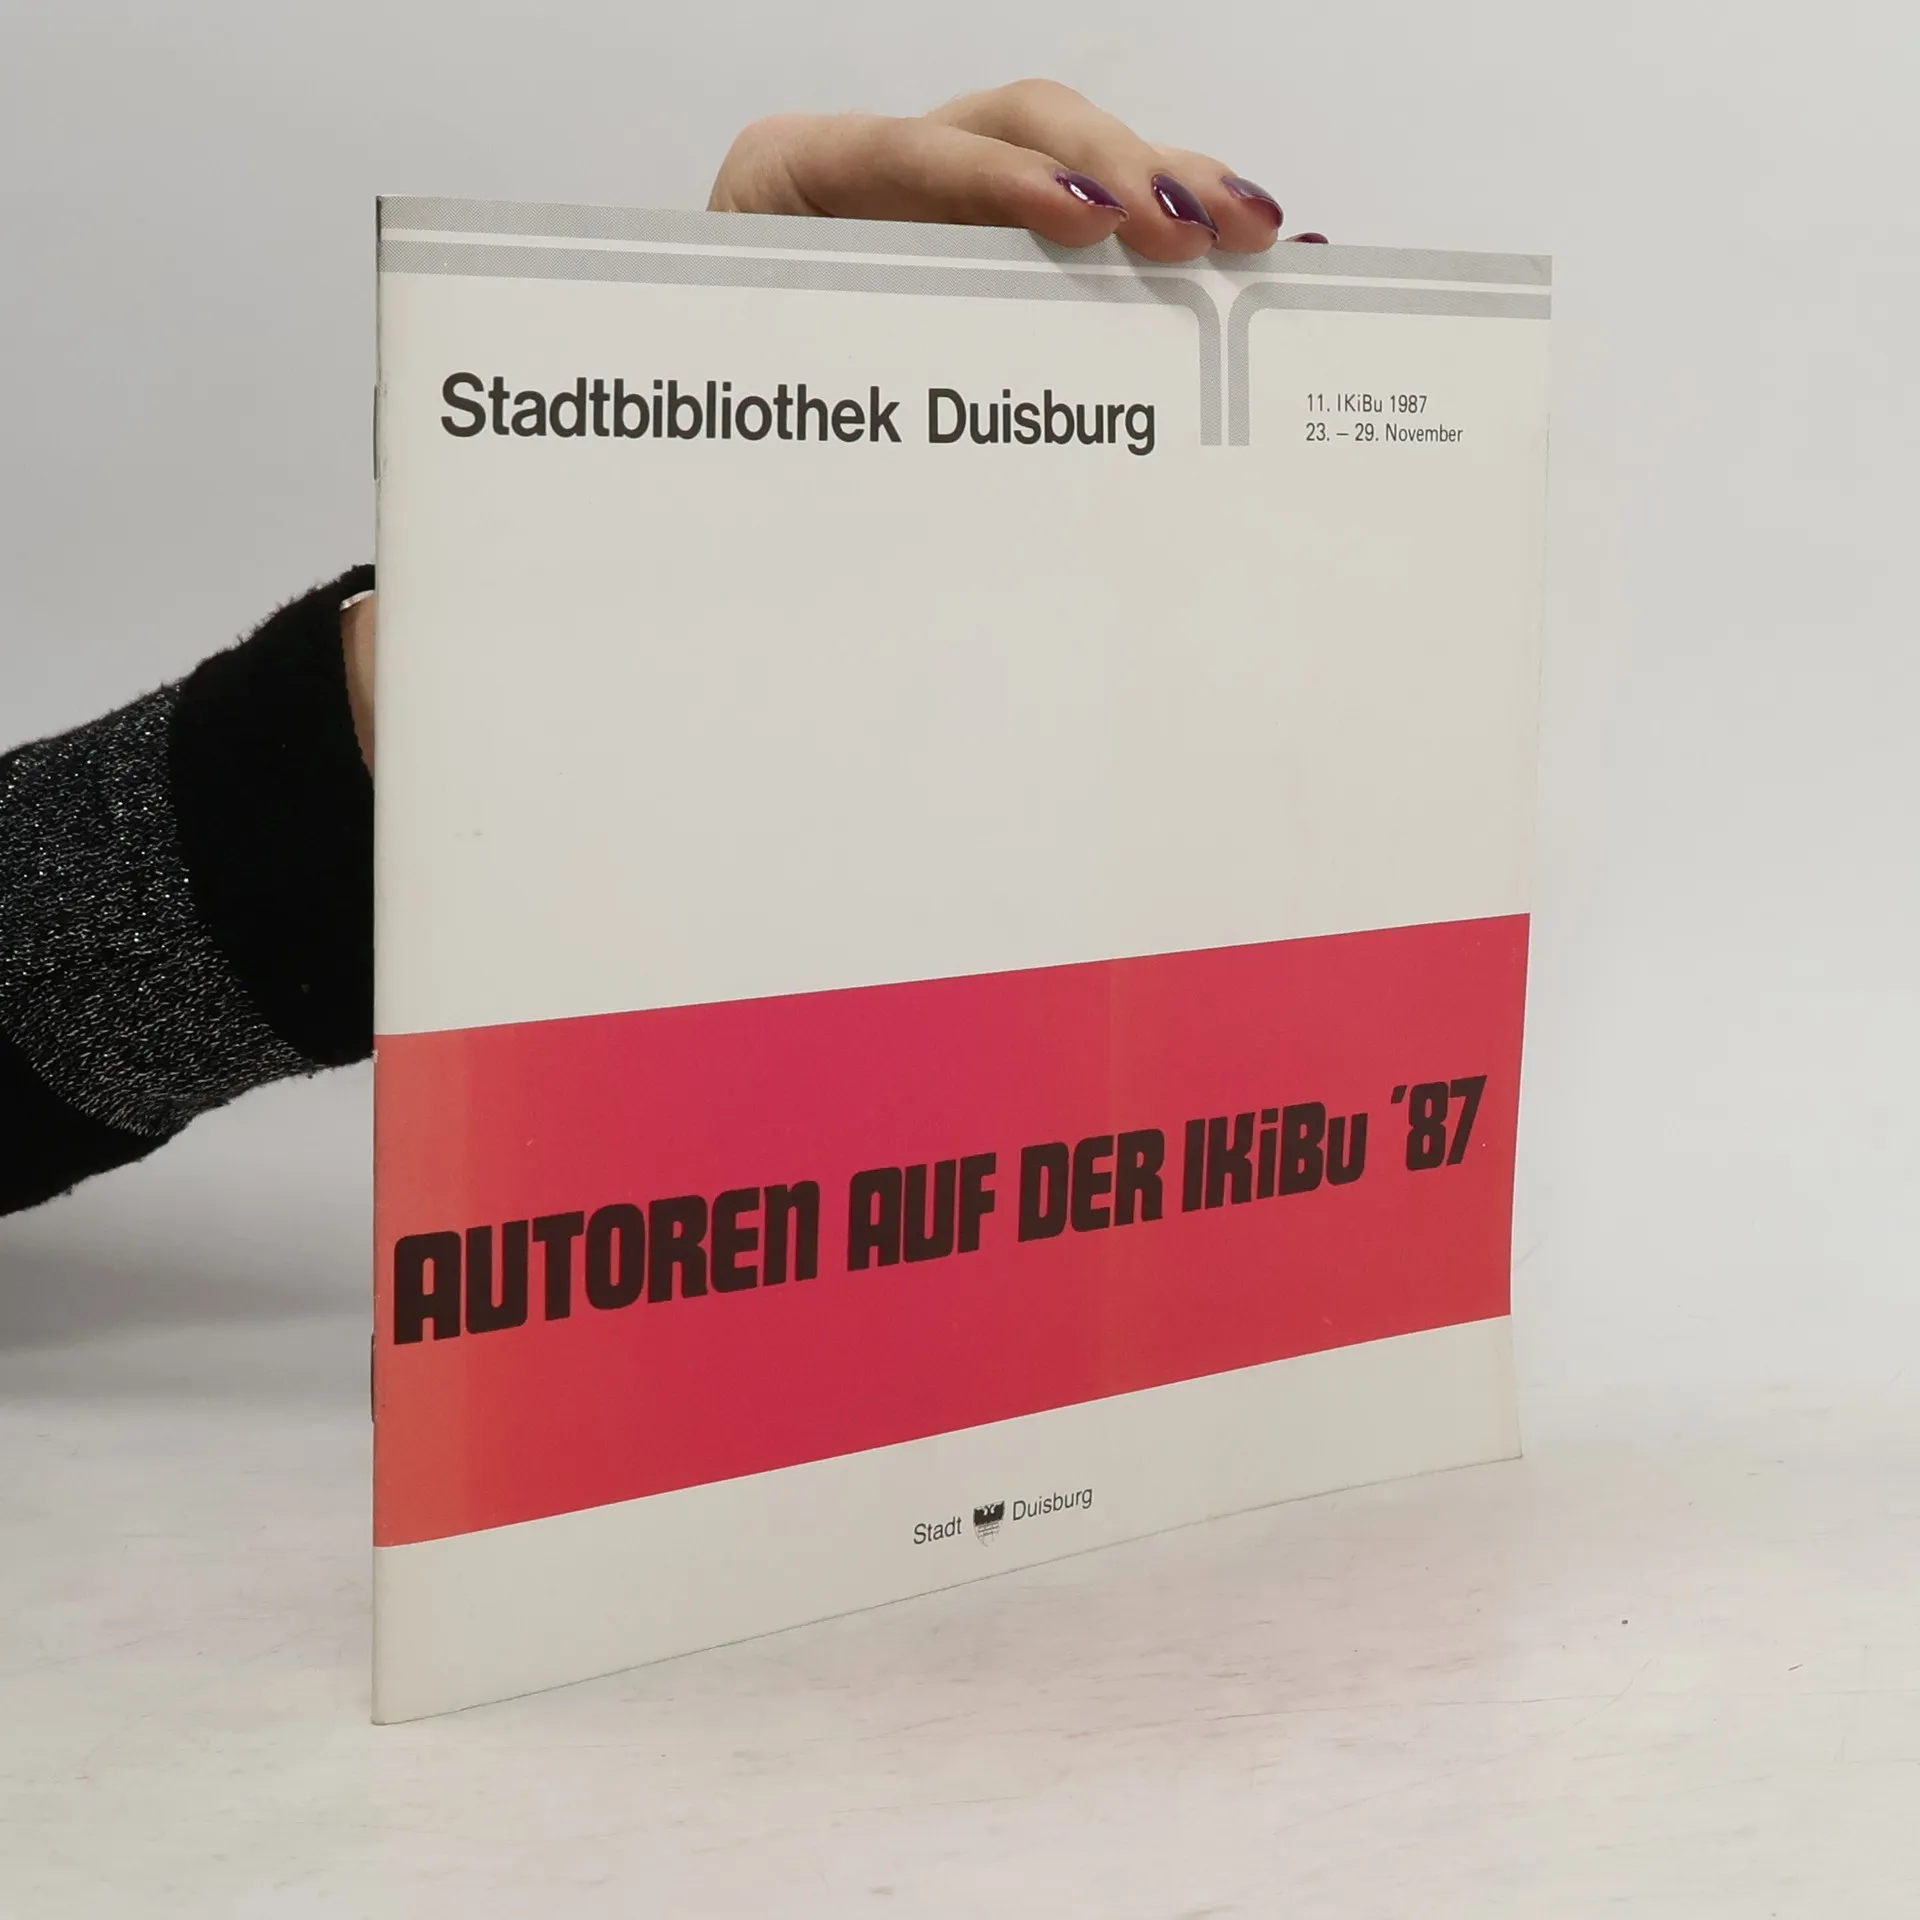 Stadtbibliothek Duisburg
11. IKiBu 1987
23. – 29. November
AUTOREN AUF DER IKiBu '87
Stadt Duisburg